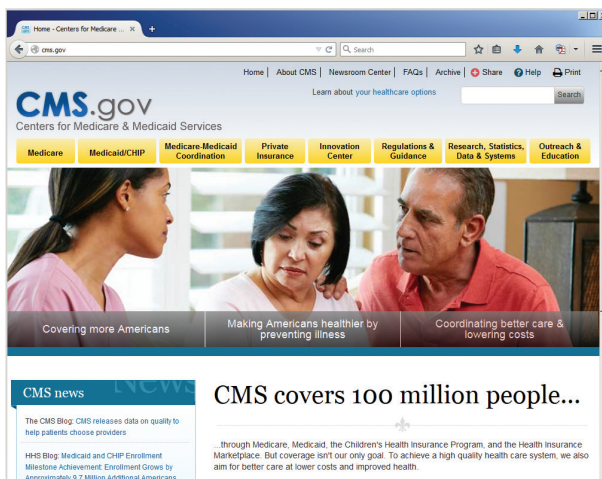 Home - Centers for Medicare ...
cms.gov
Search
Home | About CMS | Newsroom Center | FAQs | Archive | Share Help Print
Learn about your healthcare options
Search
CMS.gov
Centers for Medicare & Medicaid Services
Medicare
Medicaid/CHIP
Medicare-Medicaid
Coordination
Private
Insurance
Innovation
Center
Regulations &
Guidance
Research, Statistics,
Data & Systems
Outreach &
Education
Covering more Americans
Making Americans healthier by
preventing illness
Coordinating better care &
lowering costs
News
CMS news
The CMS Blog: CMS releases data on quality to
help patients choose providers
HHS Blog: Medicaid and CHIP Enrollment
Milestone Achievement: Enrollment Grows by
Approximately 9.7 Million Additional Americans
CMS covers 100 million people...
...through Medicare, Medicaid, the Children's Health Insurance Program, and the Health Insurance
Marketplace. But coverage isn't our only goal. To achieve a high quality health care system, we also
aim for better care at lower costs and improved health.